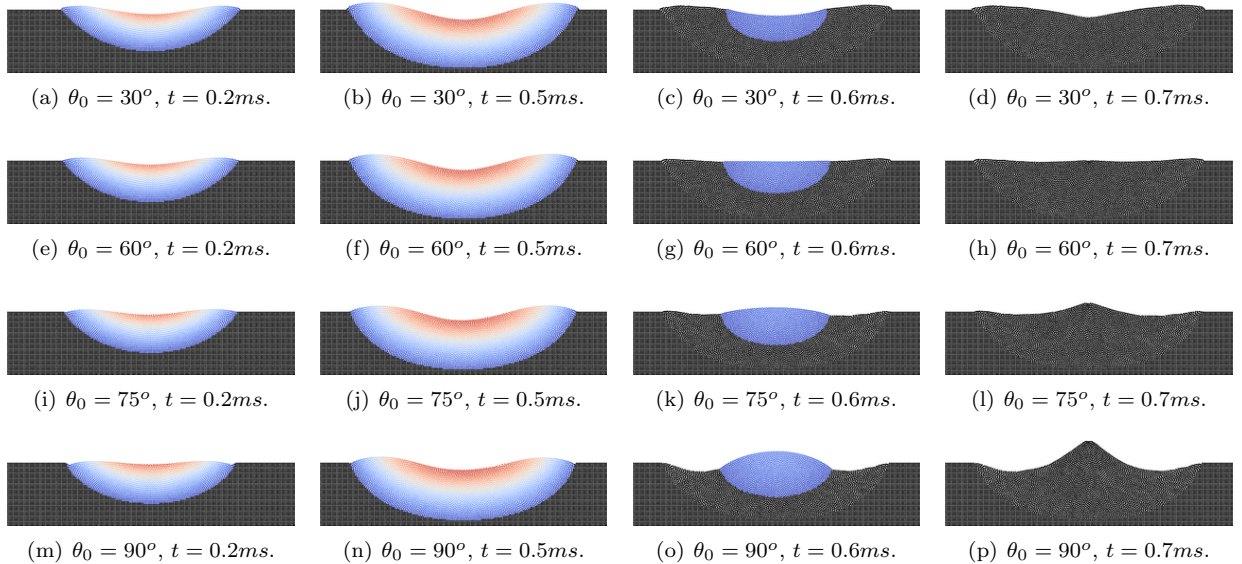 (a) θ₀ = 30ᵒ, t = 0.2ms.
(b) θ₀ = 30ᵒ, t = 0.5ms.
(c) θ₀ = 30ᵒ, t = 0.6ms.
(d) θ₀ = 30ᵒ, t = 0.7ms.
(e) θ₀ = 60ᵒ, t = 0.2ms.
(f) θ₀ = 60ᵒ, t = 0.5ms.
(g) θ₀ = 60ᵒ, t = 0.6ms.
(h) θ₀ = 60ᵒ, t = 0.7ms.
(i) θ₀ = 75ᵒ, t = 0.2ms.
(j) θ₀ = 75ᵒ, t = 0.5ms.
(k) θ₀ = 75ᵒ, t = 0.6ms.
(l) θ₀ = 75ᵒ, t = 0.7ms.
(m) θ₀ = 90ᵒ, t = 0.2ms.
(n) θ₀ = 90ᵒ, t = 0.5ms.
(o) θ₀ = 90ᵒ, t = 0.6ms.
(p) θ₀ = 90ᵒ, t = 0.7ms.